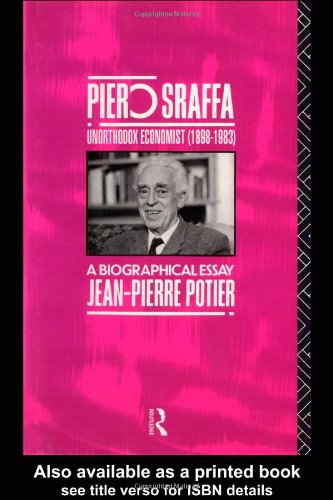 PIERO SRAFFA
UNORTHODOX ECONOMIST (1898-1983)
A BIOGRAPHICAL ESSAY
JEAN-PIERRE POTIER
ROUTLEDGE
Also available as a printed book
see title verso for ISBN details